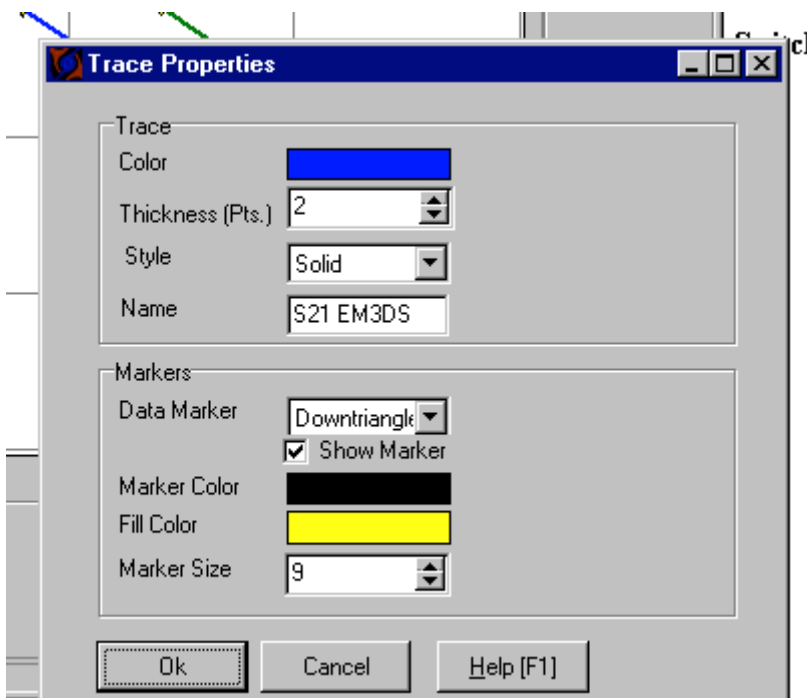 Trace Properties
Trace
Color
Thickness (Pts.) 2
Style Solid
Name S21 EM3DS
Markers
Data Marker Downtriangle
Show Marker
Marker Color
Fill Color
Marker Size 9
Ok Cancel Help [F1]